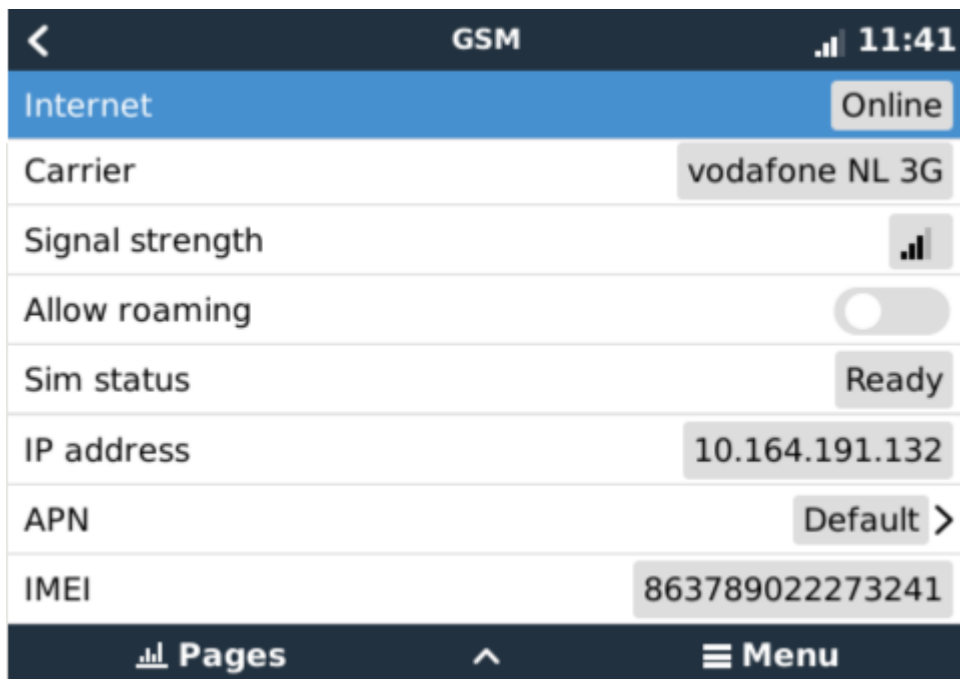 GSM 11:41
Internet Online
Carrier vodafone NL 3G
Signal strength
Allow roaming
Sim status Ready
IP address 10.164.191.132
APN Default
IMEI 863789022273241
Pages Menu